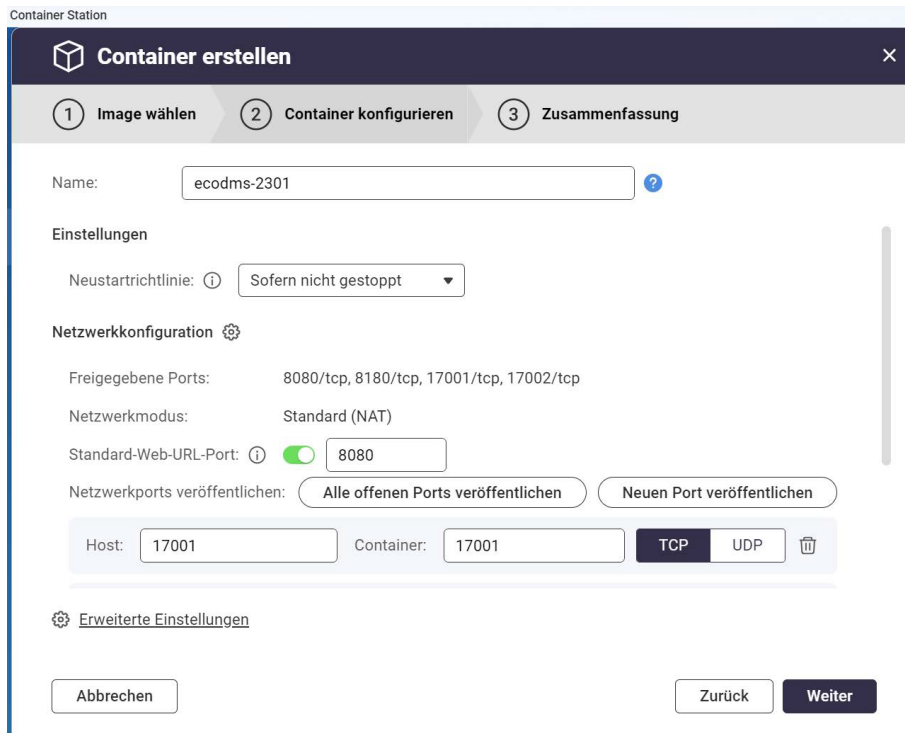 Container Station
Container erstellen
1 Image wählen 2 Container konfigurieren 3 Zusammenfassung
Name: ecodms-2301
Einstellungen
Neustartrichtlinie: Sofern nicht gestoppt
Netzwerkkonfiguration
Freigegebene Ports: 8080/tcp, 8180/tcp, 17001/tcp, 17002/tcp
Netzwerkmodus: Standard (NAT)
Standard-Web-URL-Port: 8080
Netzwerkports veröffentlichen: Alle offenen Ports veröffentlichen Neuen Port veröffentlichen
Host: 17001 Container: 17001 TCP UDP
Erweiterte Einstellungen
Abbrechen Zurück Weiter